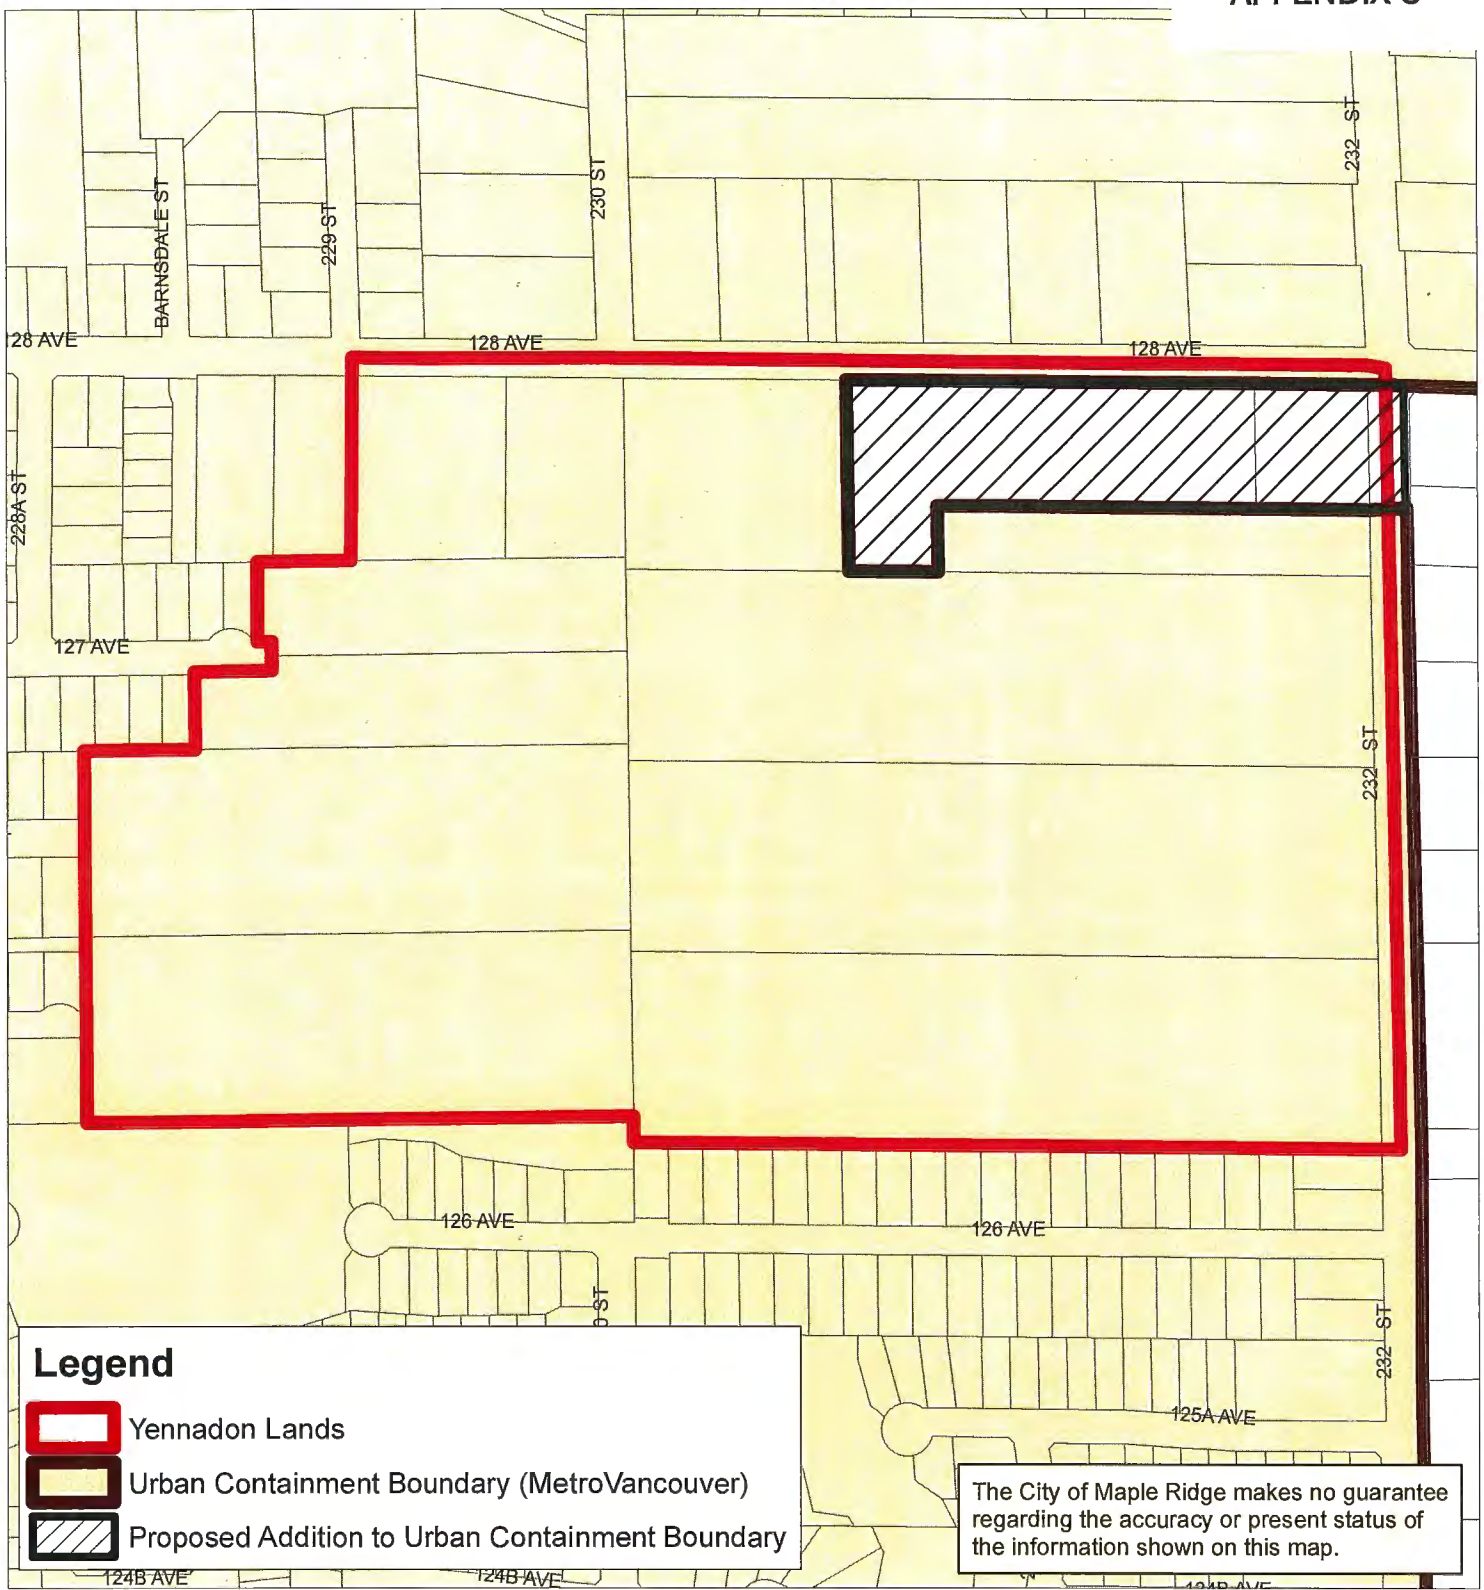 232 ST
230 ST
BARNSDALE ST
229 ST
128 AVE
128 AVE
128 AVE
228A ST
127 AVE
232 ST
126 AVE
126 AVE
ST
232 ST
Legend
Yennadon Lands
Urban Containment Boundary (MetroVancouver)
Proposed Addition to Urban Containment Boundary
125A AVE
The City of Maple Ridge makes no guarantee
regarding the accuracy or present status of
the information shown on this map.
124B AVE
124B AVE